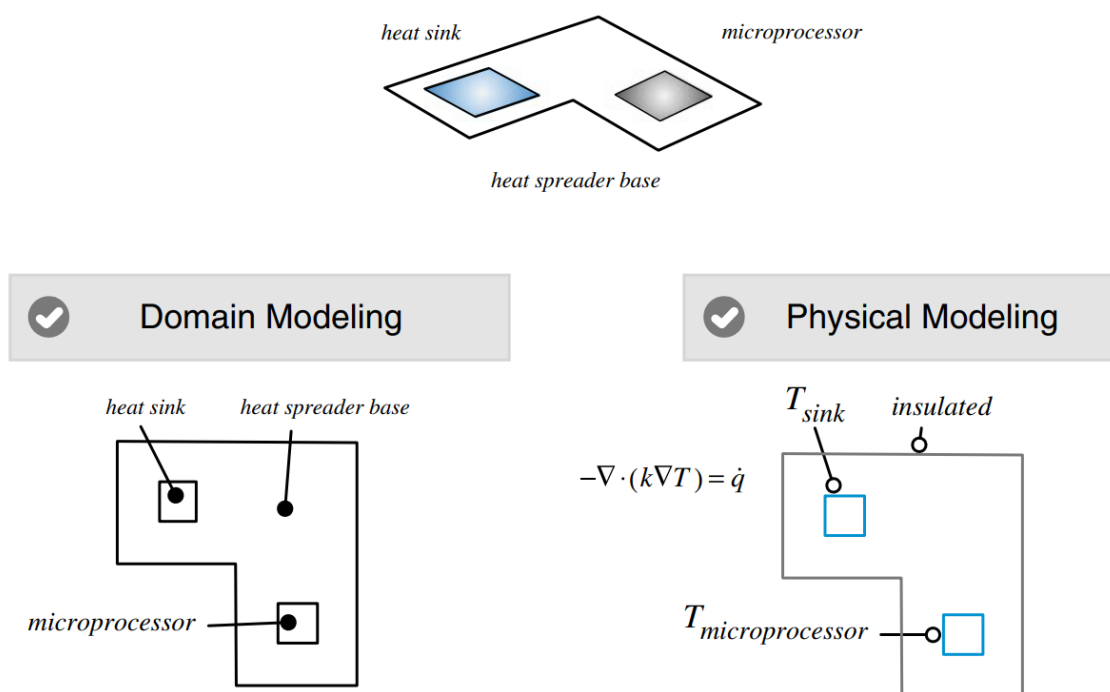 heat sink
microprocessor
heat spreader base
Domain Modeling
Physical Modeling
heat sink
heat spreader base
microprocessor
T_sink
insulated
−∇·(k∇T) = q̇
T_microprocessor